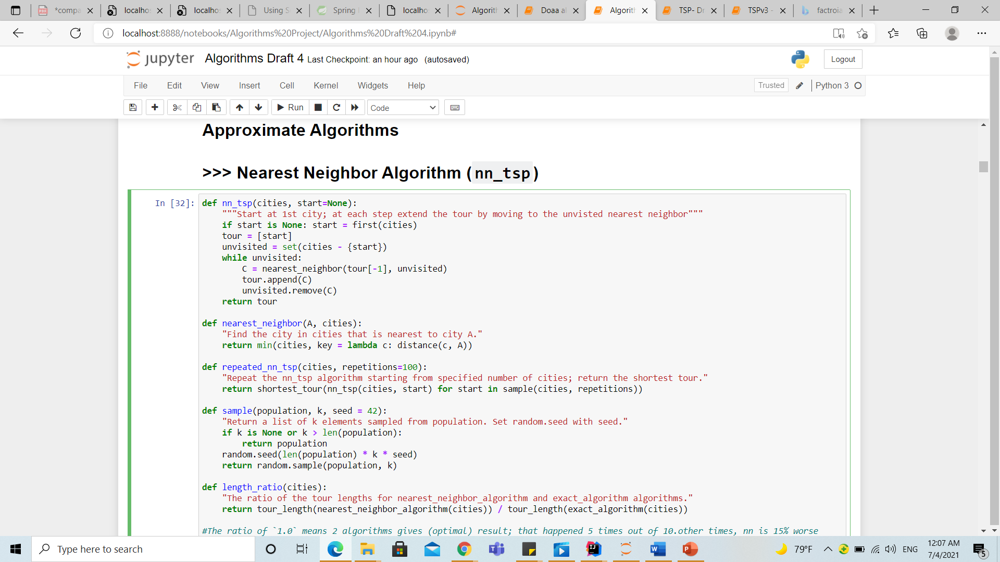 *compa
localhos
localhos
Using S
Spring
localho
Algorith
Doaa al
Algorith
TSP- Dr
TSPv3 -
factroia
localhost:8888/notebooks/Algorithms%20Project/Algorithms%20Draft%204.ipynb#
jupyter Algorithms Draft 4 Last Checkpoint: an hour ago (autosaved)
Logout
File Edit View Insert Cell Kernel Widgets Help
Trusted Python 3
Run Code
Approximate Algorithms
>>> Nearest Neighbor Algorithm (nn_tsp)
In [32]: def nn_tsp(cities, start=None):
"""Start at 1st city; at each step extend the tour by moving to the unvisted nearest neighbor"""
if start is None: start = first(cities)
tour = [start]
unvisited = set(cities - {start})
while unvisited:
C = nearest_neighbor(tour[-1], unvisited)
tour.append(C)
unvisited.remove(C)
return tour
def nearest_neighbor(A, cities):
"Find the city in cities that is nearest to city A."
return min(cities, key = lambda c: distance(c, A))
def repeated_nn_tsp(cities, repetitions=100):
"Repeat the nn_tsp algorithm starting from specified number of cities; return the shortest tour."
return shortest_tour(nn_tsp(cities, start) for start in sample(cities, repetitions))
def sample(population, k, seed = 42):
"Return a list of k elements sampled from population. Set random.seed with seed."
if k is None or k > len(population):
return population
random.seed(len(population) * k * seed)
return random.sample(population, k)
def length_ratio(cities):
"The ratio of the tour lengths for nearest_neighbor_algorithm and exact_algorithm algorithms."
return tour_length(nearest_neighbor_algorithm(cities)) / tour_length(exact_algorithm(cities))
#The ratio of `1.0` means 2 algorithms gives (optimal) result; that happened 5 times out of 10.other times, nn is 15% worse
Type here to search
79°F
ENG
12:07 AM
7/4/2021
5